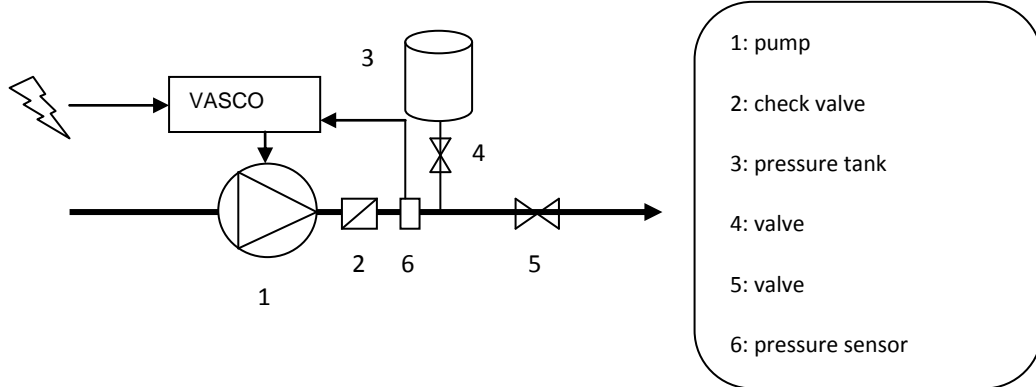 VASCO
3
4
2
6
5
1
1: pump
2: check valve
3: pressure tank
4: valve
5: valve
6: pressure sensor